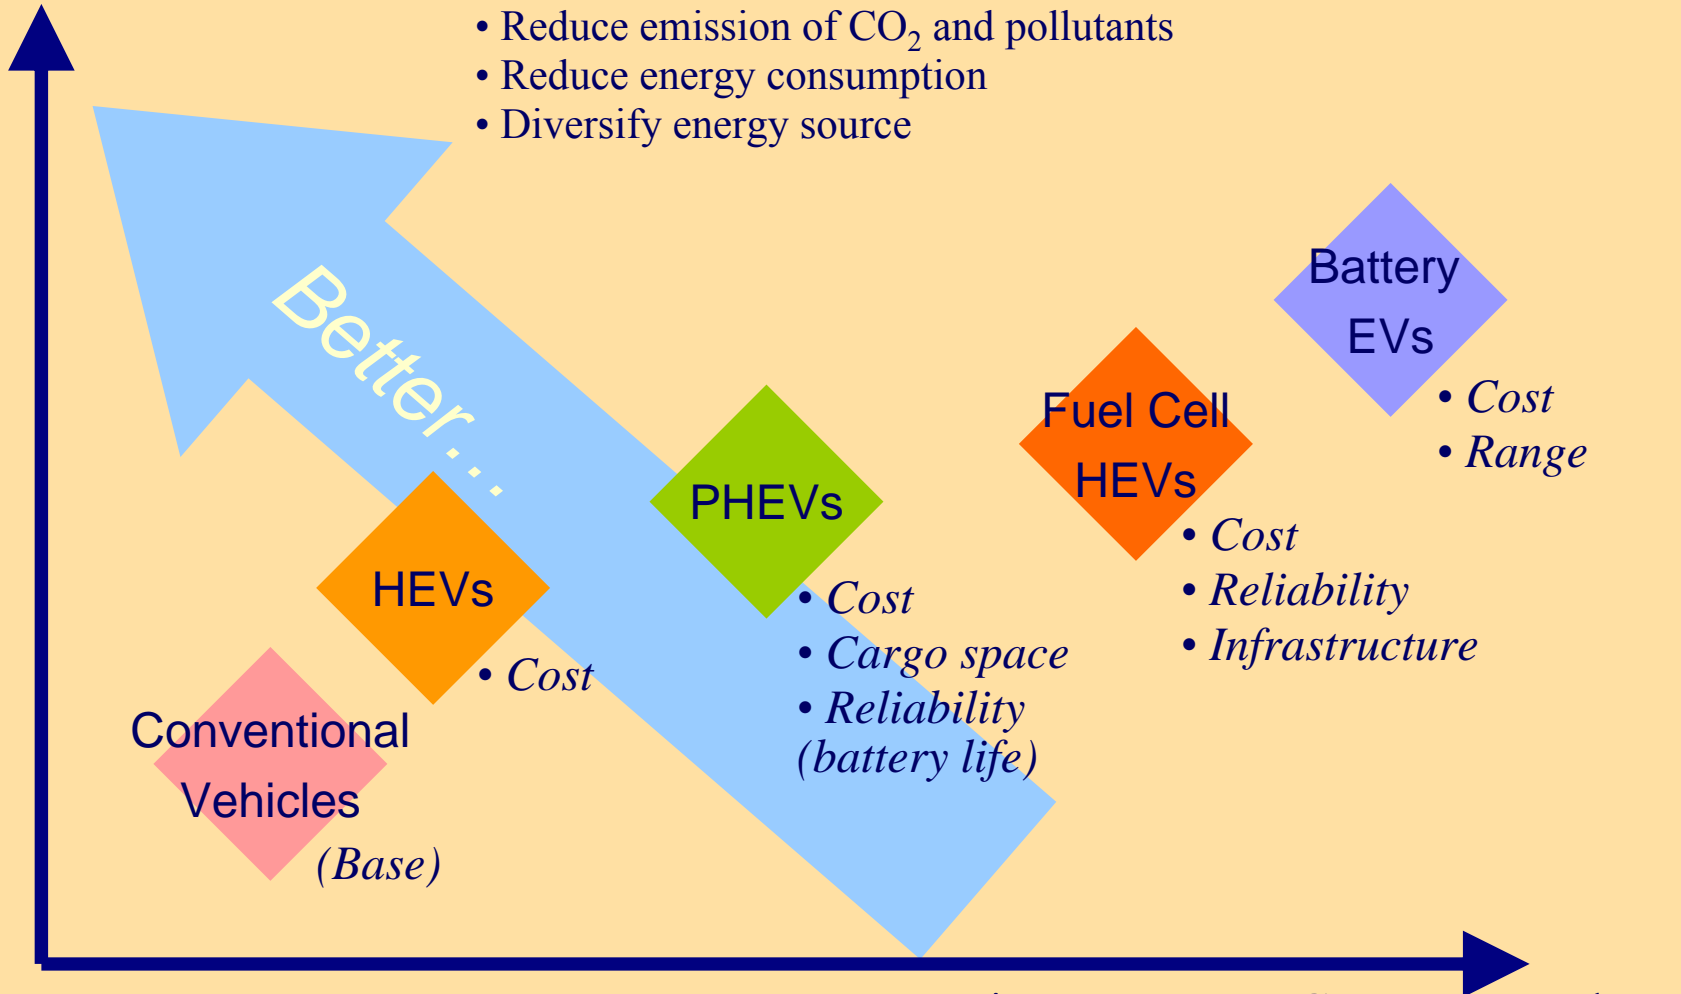 • Reduce emission of CO₂ and pollutants
• Reduce energy consumption
• Diversify energy source
Better...
Battery
EVs
• Cost
• Range
Fuel Cell
HEVs
• Cost
• Reliability
• Infrastructure
PHEVs
• Cost
• Cargo space
• Reliability
(battery life)
HEVs
• Cost
Conventional
Vehicles
(Base)